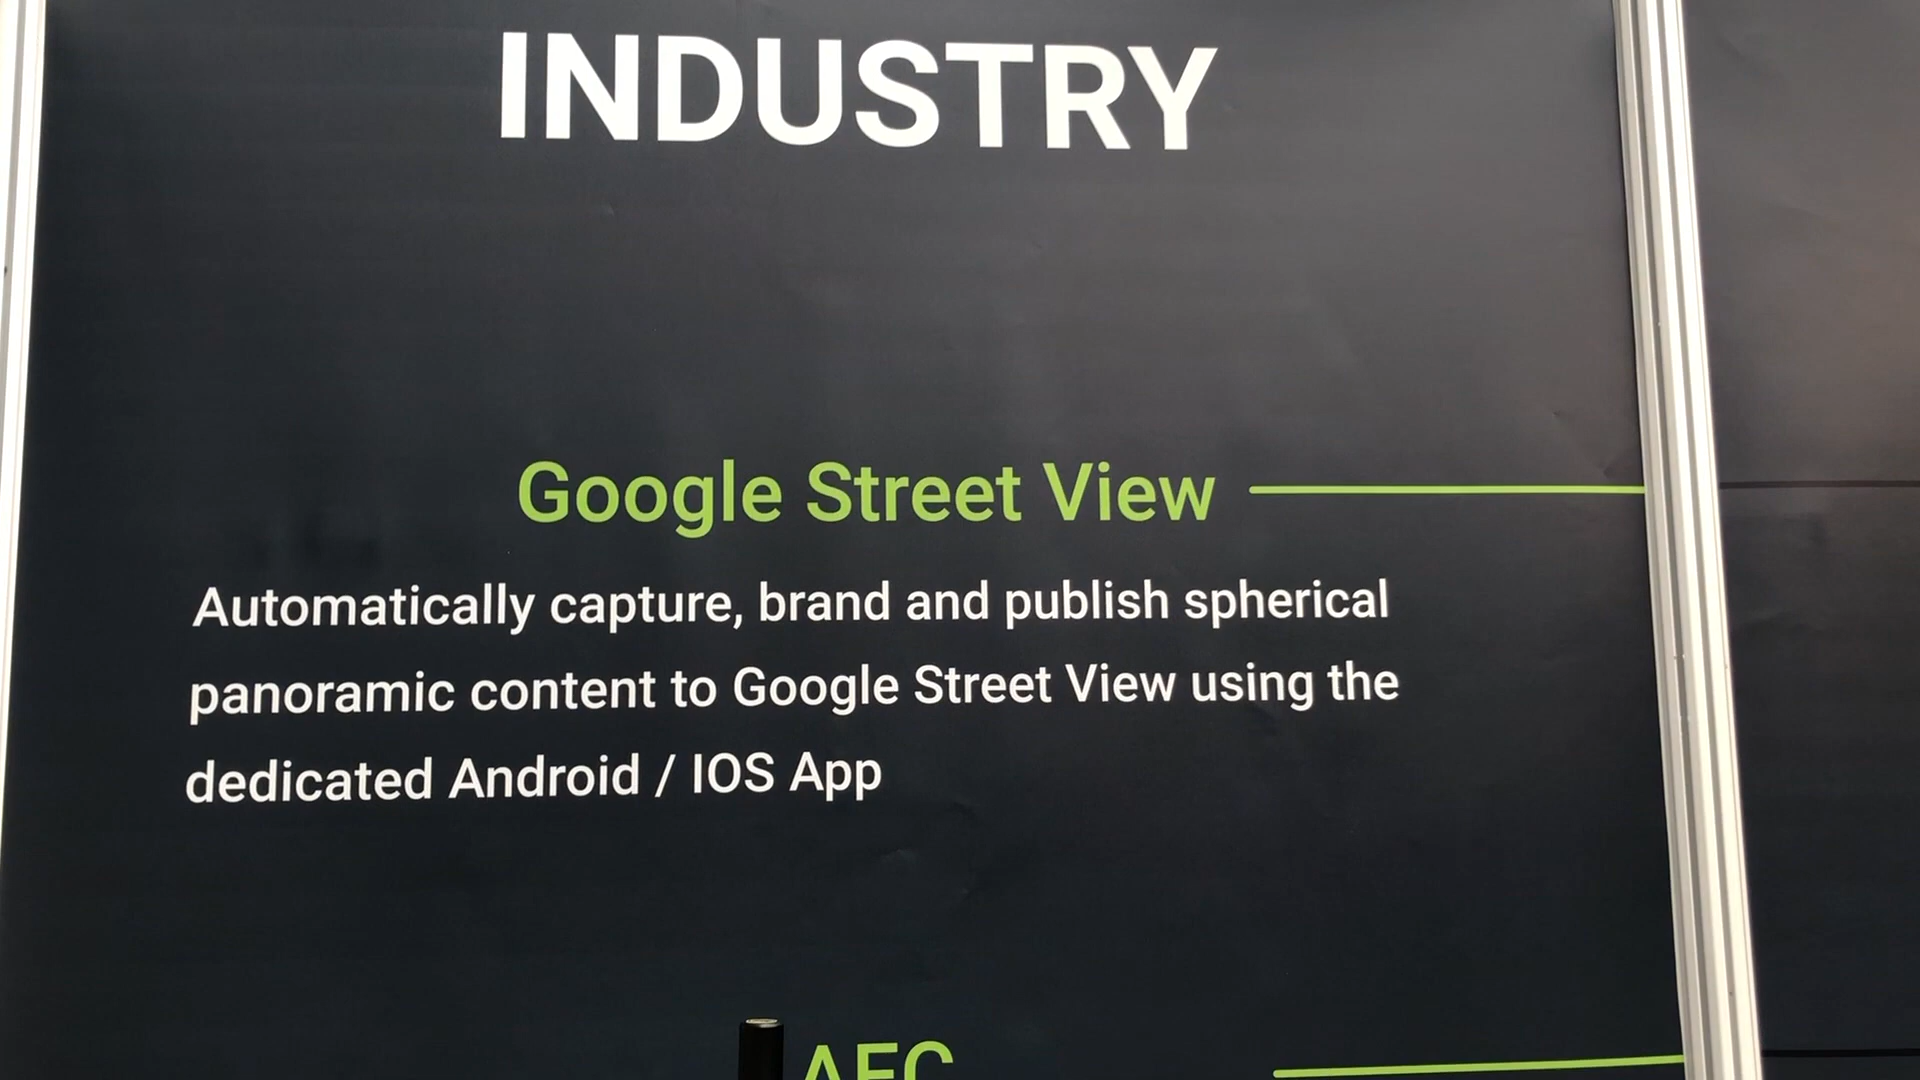 INDUSTRY
Google Street View
Automatically capture, brand and publish spherical
panoramic content to Google Street View using the
dedicated Android / IOS App